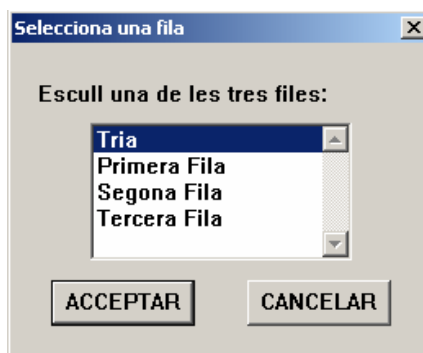 Selecciona una fila
Escull una de les tres files:
Tria
Primera Fila
Segona Fila
Tercera Fila
ACCEPTAR CANCELAR